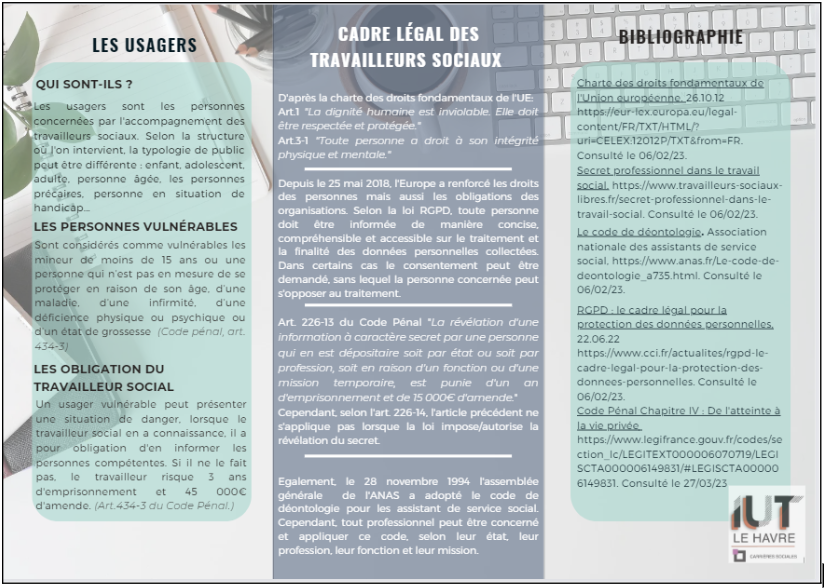 LES USAGERS
QUI SONT-ILS ?
Les usagers sont les personnes
concernées par l'accompagnement des
travailleurs sociaux. Selon la structure
où l'on intervient, la typologie de public
peut être différente : enfant, adolescent,
adulte, personne âgée, les personnes
précaires, personne en situation de
handicap...
LES PERSONNES VULNÉRABLES
Sont considérés comme vulnérables les
mineur de moins de 15 ans ou une
personne qui n'est pas en mesure de se
protéger en raison de son âge, d'une
maladie, d'une infirmité, d'une
déficience physique ou psychique ou
d'un état de grossesse (Code pénal, art.
434-3)
LES OBLIGATION DU
TRAVAILLEUR SOCIAL
Un usager vulnérable peut présenter
une situation de danger, lorsque le
travailleur social en a connaissance, il a
pour obligation d'en informer les
personnes compétentes. Si il ne le fait
pas, le travailleur risque 3 ans
d'emprisonnement et 45 000€
d'amende. (Art.434-3 du Code Pénal.)
CADRE LÉGAL DES
TRAVAILLEURS SOCIAUX
D'après la charte des droits fondamentaux de l'UE:
Art.1 "La dignité humaine est inviolable. Elle doit
être respectée et protégée."
Art.3-1 "Toute personne a droit à son intégrité
physique et mentale."
Depuis le 25 mai 2018, l'Europe a renforcé les droits
des personnes mais aussi les obligations des
organisations. Selon la loi RGPD, toute personne
doit être informée de manière concise,
compréhensible et accessible sur le traitement et
la finalité des données personnelles collectées.
Dans certains cas le consentement peut être
demandé, sans lequel la personne concernée peut
s'opposer au traitement.
Art. 226-13 du Code Pénal "La révélation d'une
information à caractère secret par une personne
qui en est dépositaire soit par état ou soit par
profession, soit en raison d'un fonction ou d'une
mission temporaire, est punie d'un an
d'emprisonnement et de 15 000€ d'amende."
Cependant, selon l'art. 226-14, l'article précédent ne
s'applique pas lorsque la loi impose/autorise la
révélation du secret.
Egalement, le 28 novembre 1994 l'assemblée
générale de l'ANAS a adopté le code de
déontologie pour les assistant de service social.
Cependant, tout professionnel peut être concerné
et appliquer ce code, selon leur état, leur
profession, leur fonction et leur mission.
BIBLIOGRAPHIE
Charte des droits fondamentaux de
l'Union européenne, 26.10.12
https://eur-lex.europa.eu/legal-
content/FR/TXT/HTML/?
uri=CELEX:12012P/TXT&from=FR.
Consulté le 06/02/23.
Secret professionnel dans le travail
social, https://www.travailleurs-sociaux-
libres.fr/secret-professionnel-dans-le-
travail-social. Consulté le 06/02/23.
Le code de déontologie. Association
nationale des assistants de service
social, https://www.anas.fr/Le-code-de-
deontologie_a735.html. Consulté le
06/02/23.
RGPD : le cadre légal pour la
protection des données personnelles,
22.06.22
https://www.cci.fr/actualites/rgpd-le-
cadre-legal-pour-la-protection-des-
donnees-personnelles. Consulté le
06/02/23.
Code Pénal Chapitre IV : De l'atteinte à
la vie privée
https://www.legifrance.gouv.fr/codes/se
ction_lc/LEGITEXT000006070719/LEGI
SCTA000006149831/#LEGISCTA00000
6149831. Consulté le 27/03/23
IUT
LE HAVRE
CARRIÈRES SOCIALES